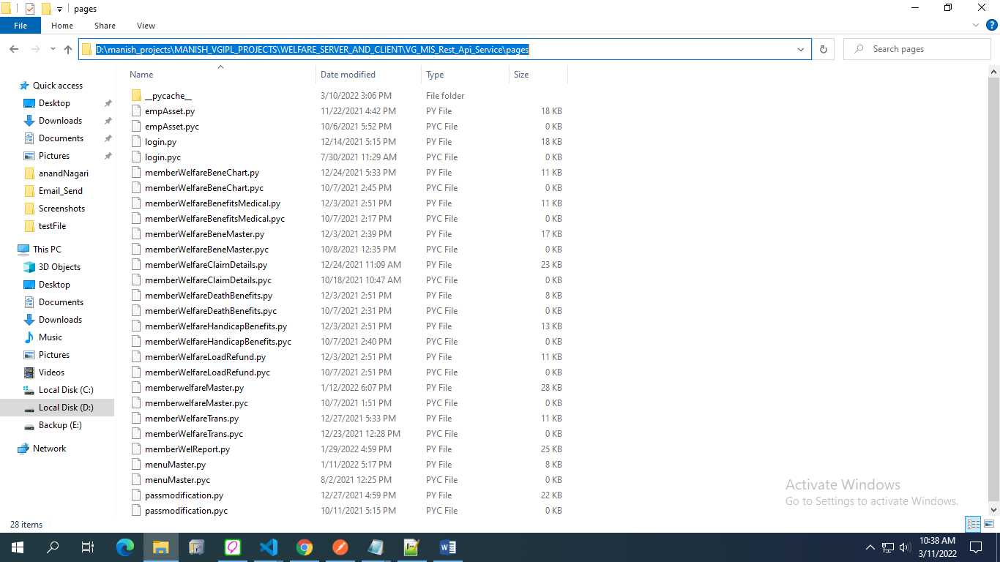 pages
File Home Share View
D:\manish_projects\MANISH_VGIPL_PROJECTS\WELFARE_SERVER_AND_CLIENT\VG_MIS_Rest_Api_Service\pages
Search pages
Quick access
Desktop
Downloads
Documents
Pictures
anandNagari
Email_Send
Screenshots
testFile
This PC
3D Objects
Desktop
Documents
Downloads
Music
Pictures
Videos
Local Disk (C:)
Local Disk (D:)
Backup (E:)
Network
Name Date modified Type Size
__pycache__ 3/10/2022 3:06 PM File folder
empAsset.py 11/22/2021 4:42 PM PY File 18 KB
empAsset.pyc 10/6/2021 5:52 PM PYC File 0 KB
login.py 12/14/2021 5:15 PM PY File 18 KB
login.pyc 7/30/2021 11:29 AM PYC File 0 KB
memberWelfareBeneChart.py 12/24/2021 5:33 PM PY File 11 KB
memberWelfareBeneChart.pyc 10/7/2021 2:45 PM PYC File 0 KB
memberWelfareBenefitsMedical.py 12/3/2021 2:51 PM PY File 11 KB
memberWelfareBenefitsMedical.pyc 10/7/2021 2:17 PM PYC File 0 KB
memberWelfareBeneMaster.py 12/3/2021 2:39 PM PY File 17 KB
memberWelfareBeneMaster.pyc 10/8/2021 12:35 PM PYC File 0 KB
memberWelfareClaimDetails.py 12/24/2021 11:09 AM PY File 23 KB
memberWelfareClaimDetails.pyc 10/18/2021 10:47 AM PYC File 0 KB
memberWelfareDeathBenefits.py 12/3/2021 2:51 PM PY File 8 KB
memberWelfareDeathBenefits.pyc 10/7/2021 2:31 PM PYC File 0 KB
memberWelfareHandicapBenefits.py 12/3/2021 2:51 PM PY File 13 KB
memberWelfareHandicapBenefits.pyc 10/7/2021 2:40 PM PYC File 0 KB
memberWelfareLoadRefund.py 12/3/2021 2:51 PM PY File 11 KB
memberWelfareLoadRefund.pyc 10/7/2021 2:51 PM PYC File 0 KB
memberwelfareMaster.py 1/12/2022 6:07 PM PY File 28 KB
memberwelfareMaster.pyc 10/7/2021 1:51 PM PYC File 0 KB
memberWelfareTrans.py 12/27/2021 5:33 PM PY File 11 KB
memberWelfareTrans.pyc 12/23/2021 12:28 PM PYC File 0 KB
memberWelReport.py 1/29/2022 4:59 PM PY File 25 KB
menuMaster.py 1/11/2022 5:17 PM PY File 8 KB
menuMaster.pyc 8/2/2021 12:25 PM PYC File 0 KB
passmodification.py 12/27/2021 4:59 PM PY File 22 KB
passmodification.pyc 10/11/2021 5:15 PM PYC File 0 KB
Activate Windows
Go to Settings to activate Windows.
28 items
10:38 AM
3/11/2022